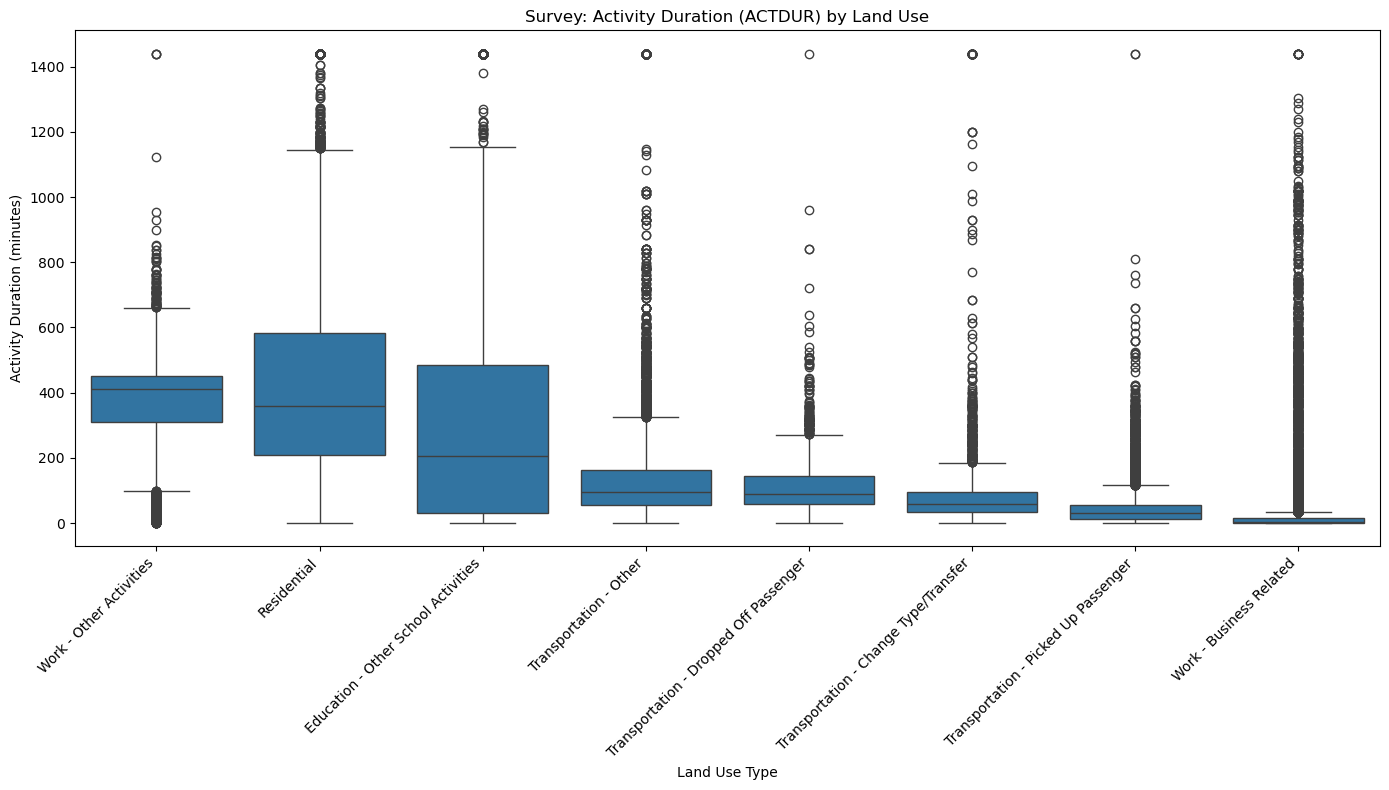 Survey: Activity Duration (ACTDUR) by Land Use
Activity Duration (minutes)
1400
1200
1000
800
600
400
200
0
Work - Other Activities
Residential
Education - Other School Activities
Transportation - Other
Transportation - Dropped Off Passenger
Transportation - Change Type/Transfer
Transportation - Picked Up Passenger
Work - Business Related
Land Use Type